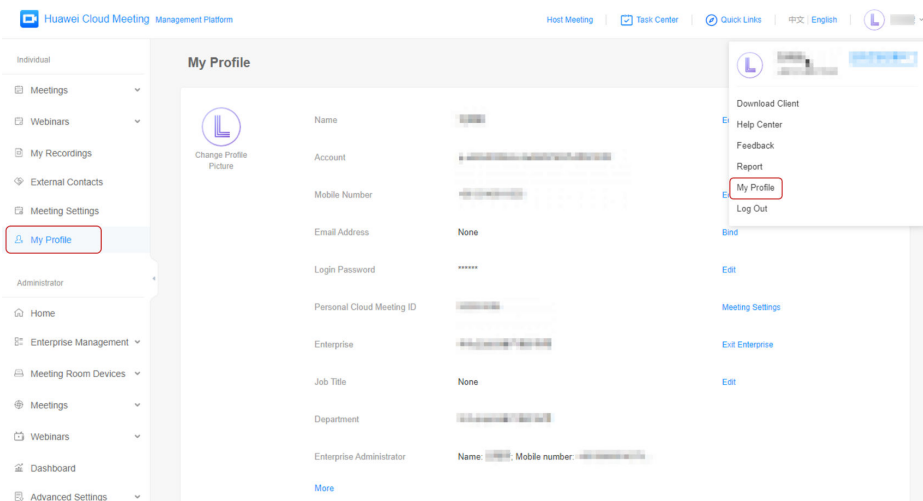 Huawei Cloud Meeting Management Platform
Host Meeting
Task Center
Quick Links
中文 English
L
Individual
Meetings
Webinars
My Recordings
External Contacts
Meeting Settings
My Profile
Administrator
Home
Enterprise Management
Meeting Room Devices
Meetings
Webinars
Dashboard
Advanced Settings
My Profile
L
Change Profile
Picture
Name
Account
Mobile Number
Email Address None Bind
Login Password ****** Edit
Personal Cloud Meeting ID Meeting Settings
Enterprise Exit Enterprise
Job Title None Edit
Department
Enterprise Administrator Name: ; Mobile number:
More
L
Download Client
Help Center
Feedback
Report
My Profile
Log Out